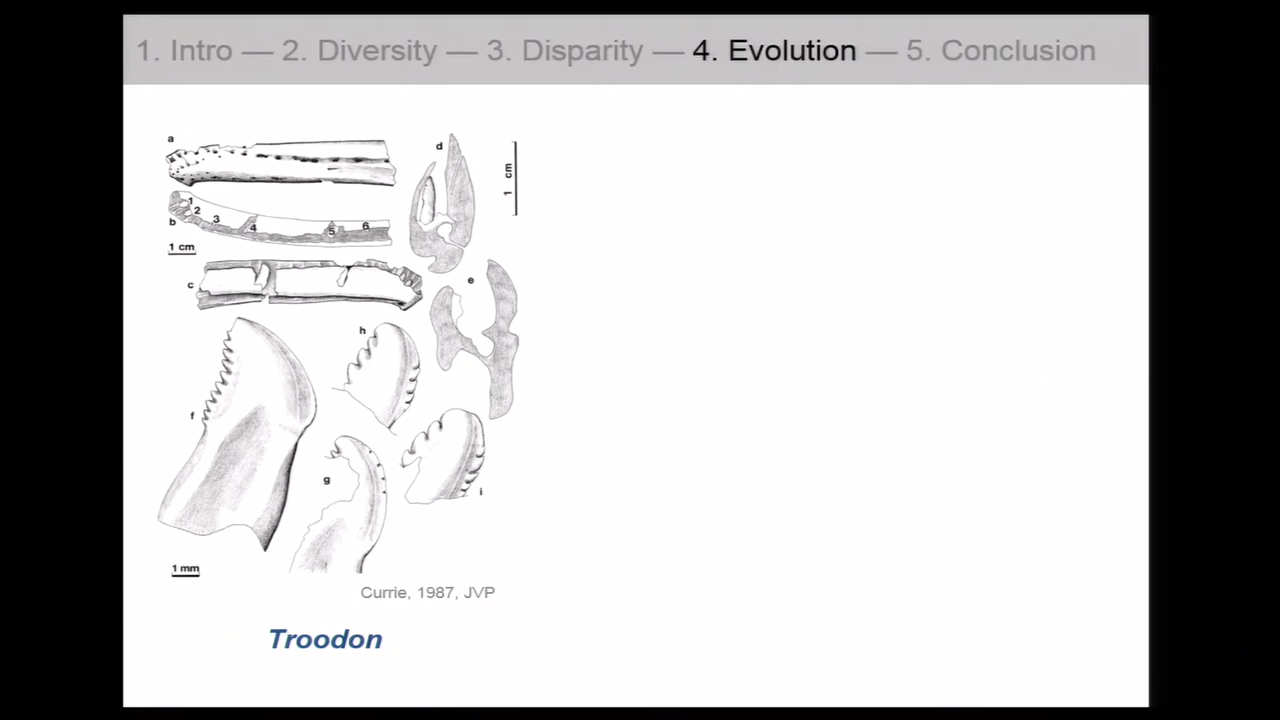 1. Intro — 2. Diversity — 3. Disparity — 4. Evolution — 5. Conclusion
a
d
1 cm
1
2
3
4
5
6
b
1 cm
c
e
h
f
g
i
1 mm
Currie, 1987, JVP
Troodon